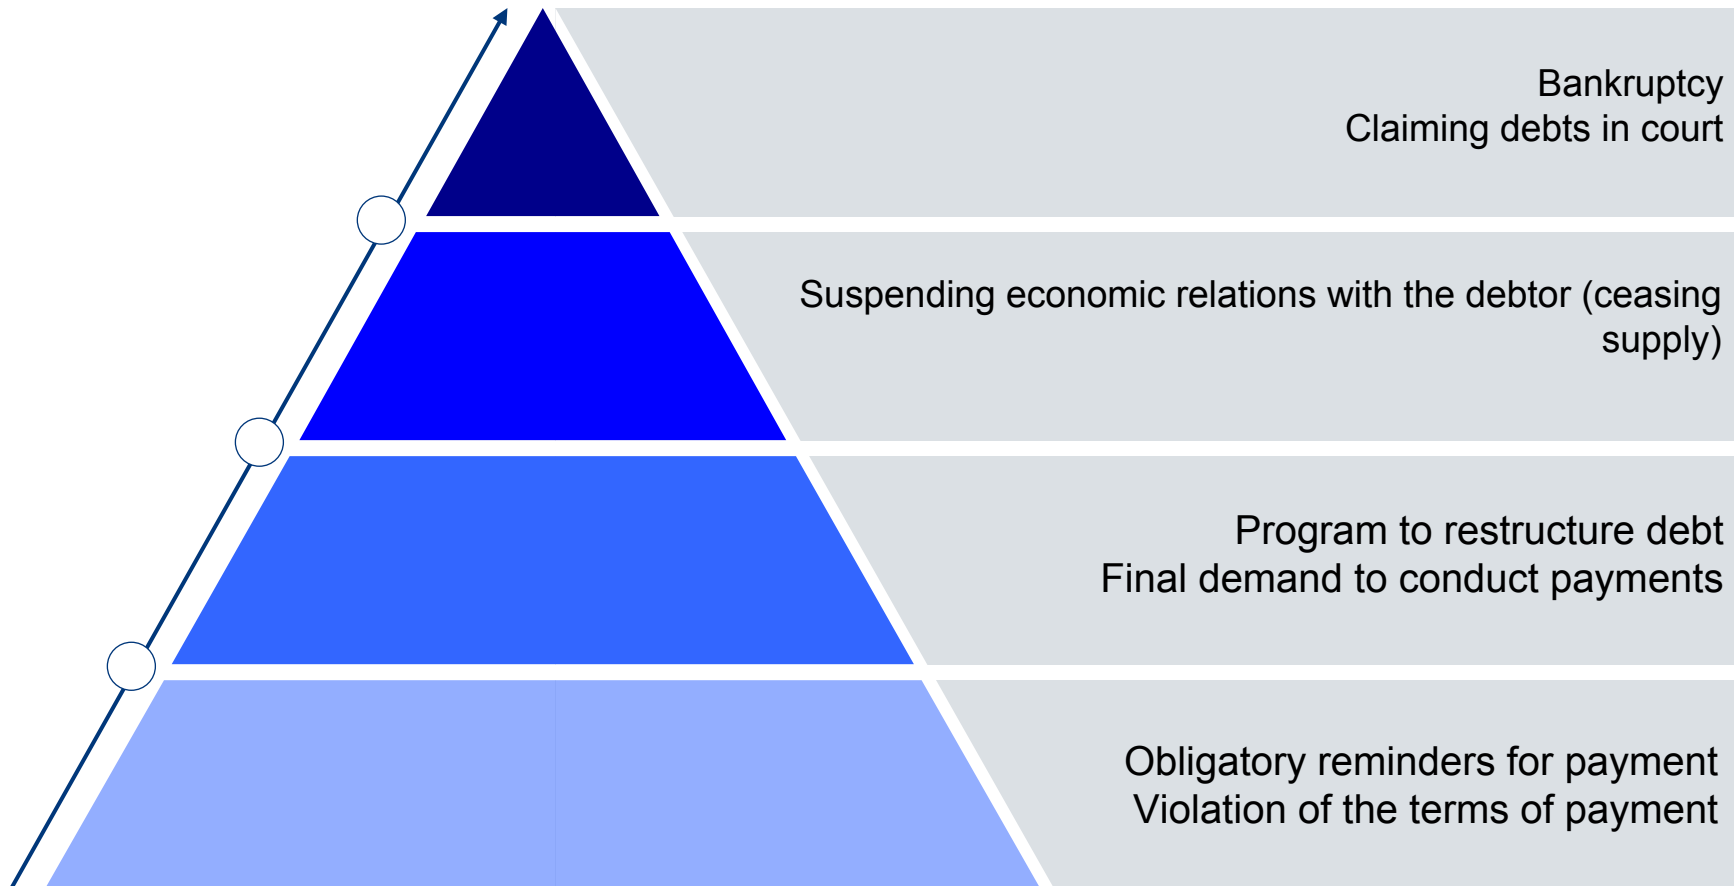 Bankruptcy
Claiming debts in court
Suspending economic relations with the debtor (ceasing
supply)
Program to restructure debt
Final demand to conduct payments
Obligatory reminders for payment
Violation of the terms of payment